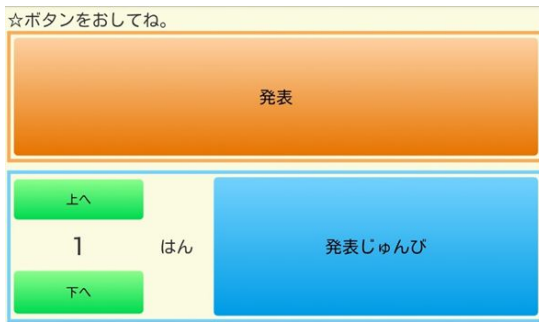 ☆ボタンをおしてね。
発表
上へ
1 はん
発表じゅんび
下へ